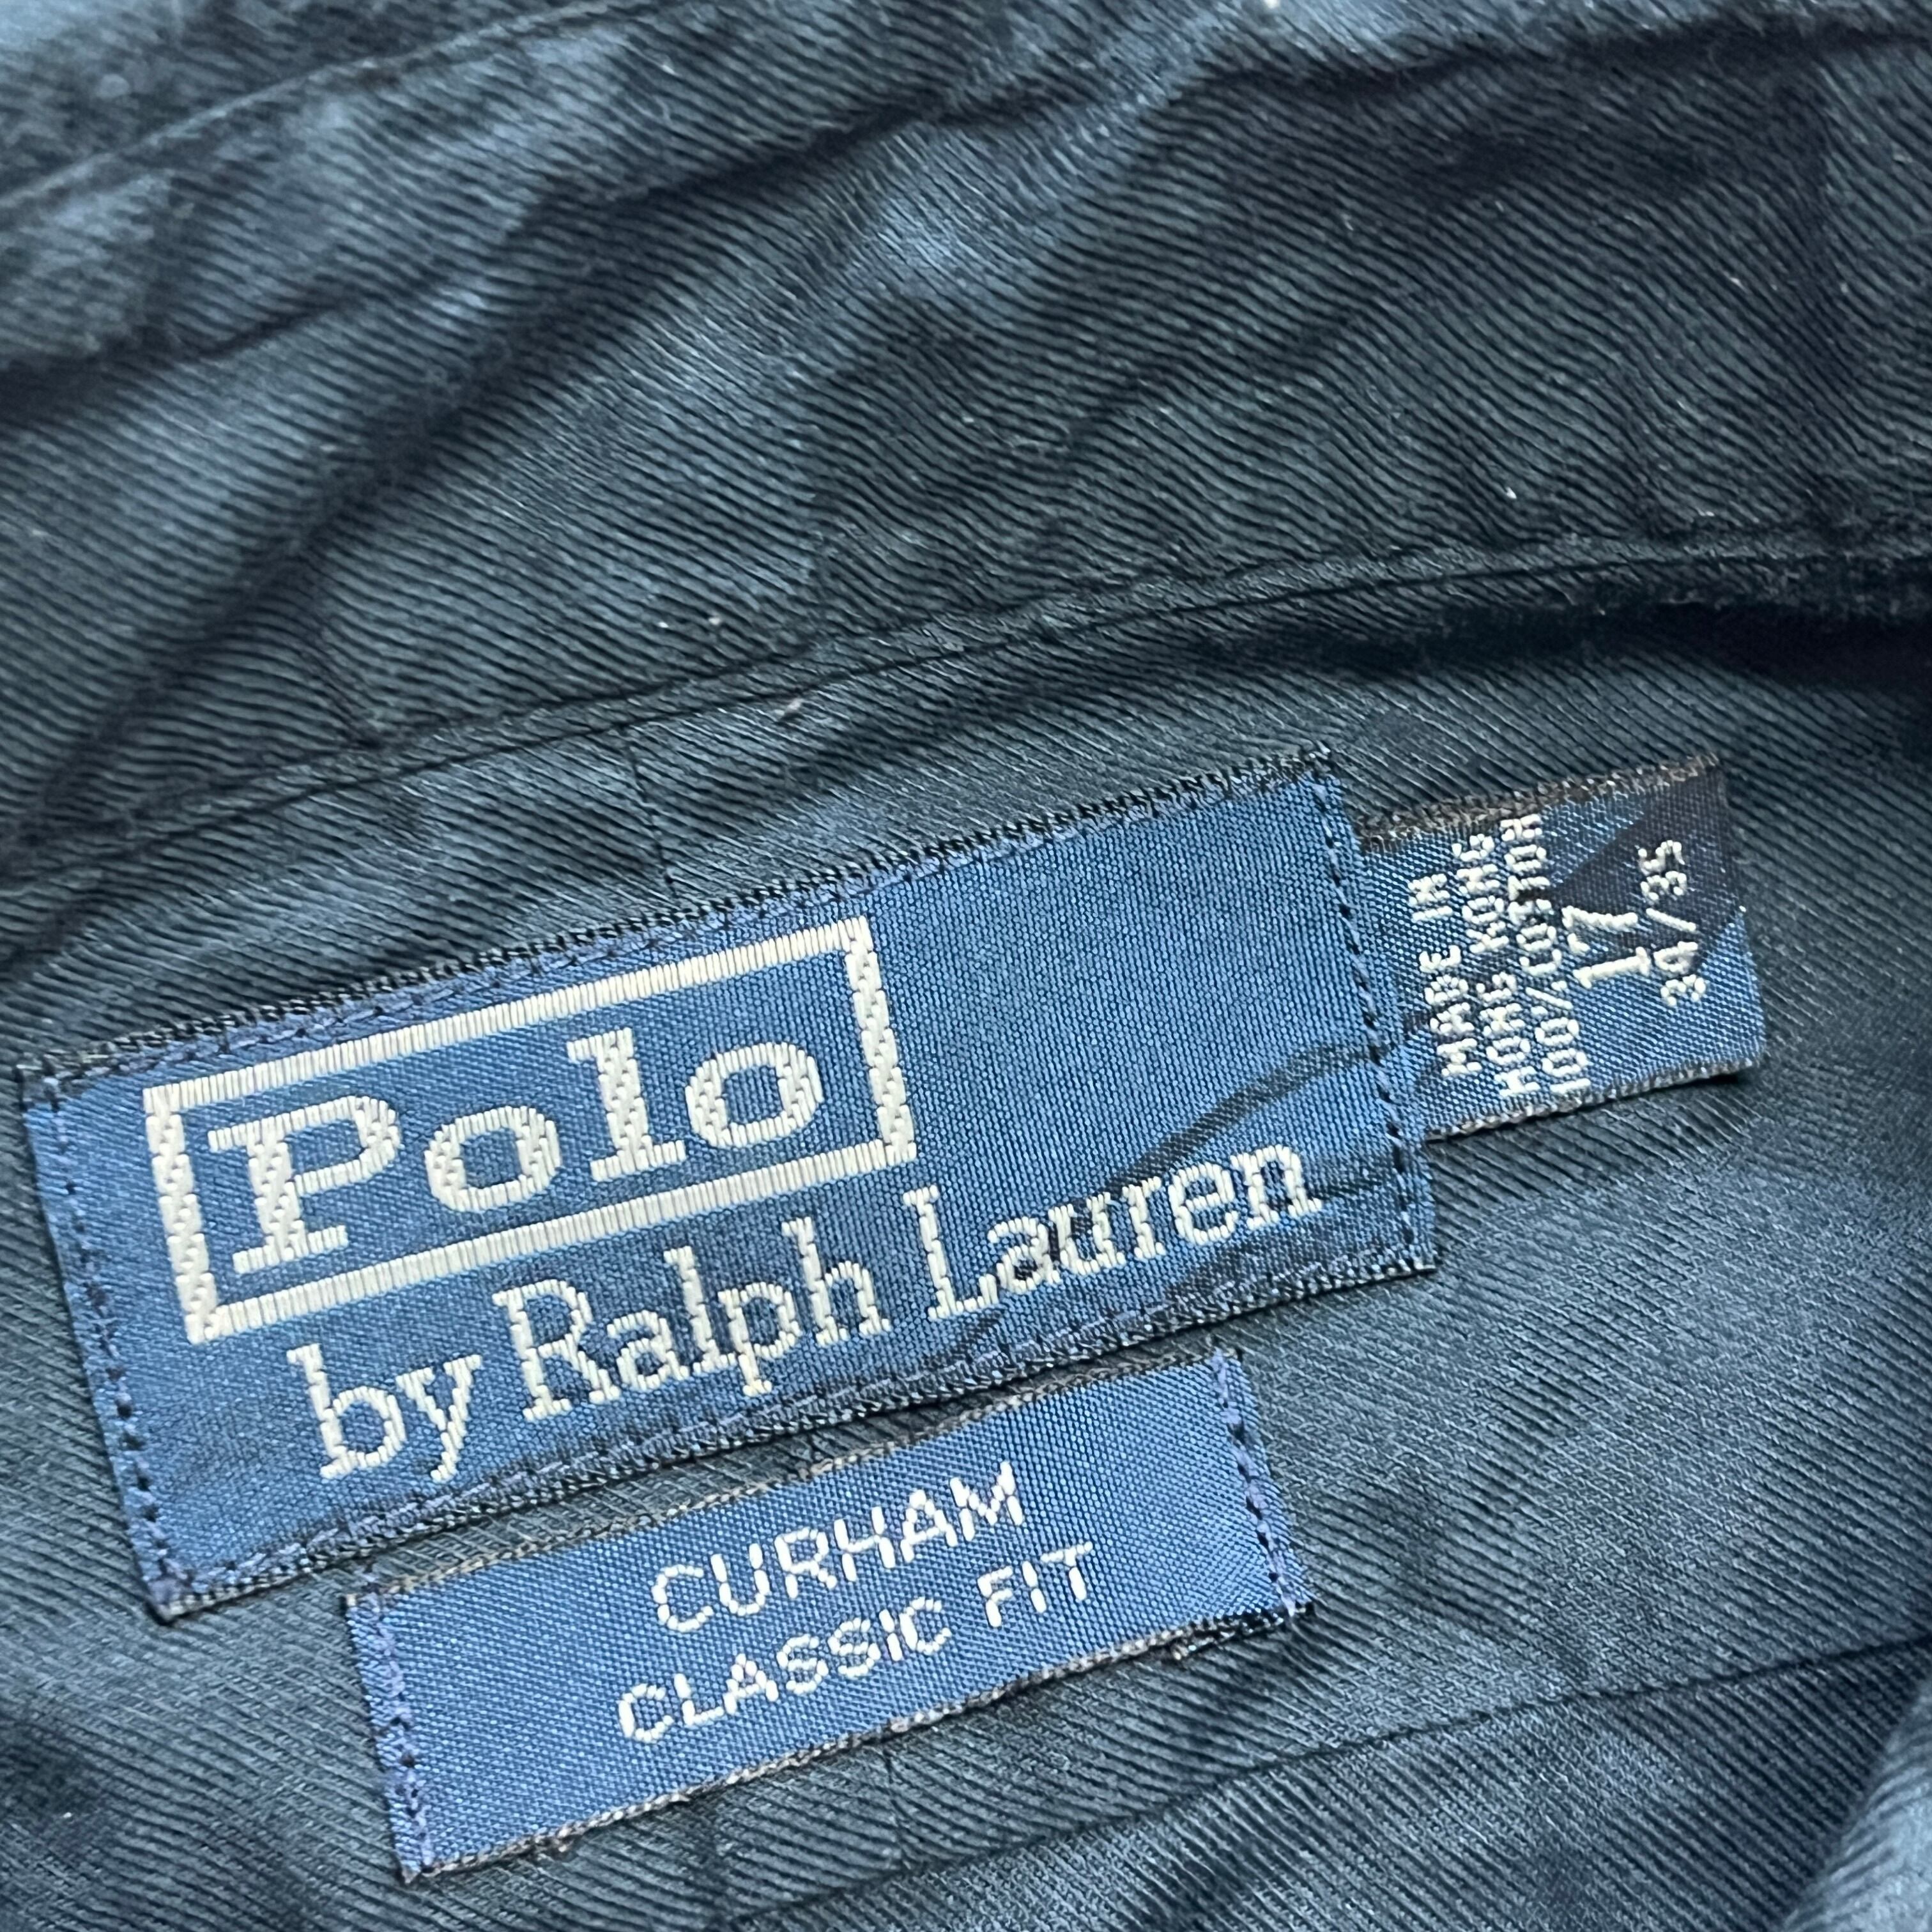 Polo
by Ralph Lauren
MADE IN
HONG KONG
100% COTTON
17
34/35
CURHAM
CLASSIC FIT